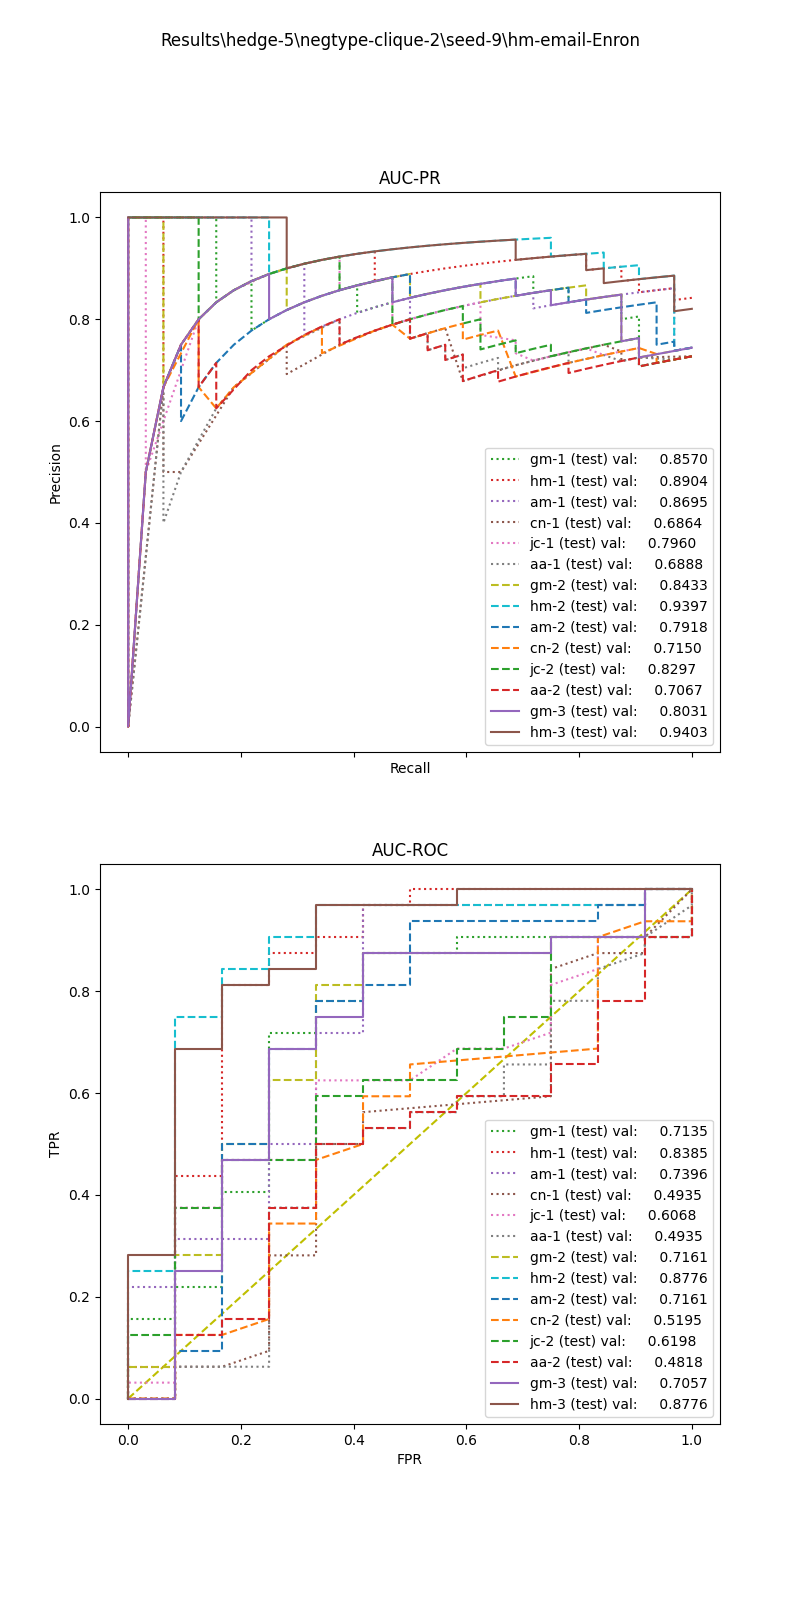 Results\hedge-5\negtype-clique-2\seed-9\hm-email-Enron
AUC-PR
1.0
0.8
0.6
0.4
0.2
0.0
Precision
gm-1 (test) val: 0.8570
hm-1 (test) val: 0.8904
am-1 (test) val: 0.8695
cn-1 (test) val: 0.6864
jc-1 (test) val: 0.7960
aa-1 (test) val: 0.6888
gm-2 (test) val: 0.8433
hm-2 (test) val: 0.9397
am-2 (test) val: 0.7918
cn-2 (test) val: 0.7150
jc-2 (test) val: 0.8297
aa-2 (test) val: 0.7067
gm-3 (test) val: 0.8031
hm-3 (test) val: 0.9403
Recall
AUC-ROC
1.0
0.8
0.6
0.4
0.2
0.0
TPR
gm-1 (test) val: 0.7135
hm-1 (test) val: 0.8385
am-1 (test) val: 0.7396
cn-1 (test) val: 0.4935
jc-1 (test) val: 0.6068
aa-1 (test) val: 0.4935
gm-2 (test) val: 0.7161
hm-2 (test) val: 0.8776
am-2 (test) val: 0.7161
cn-2 (test) val: 0.5195
jc-2 (test) val: 0.6198
aa-2 (test) val: 0.4818
gm-3 (test) val: 0.7057
hm-3 (test) val: 0.8776
0.0 0.2 0.4 0.6 0.8 1.0
FPR